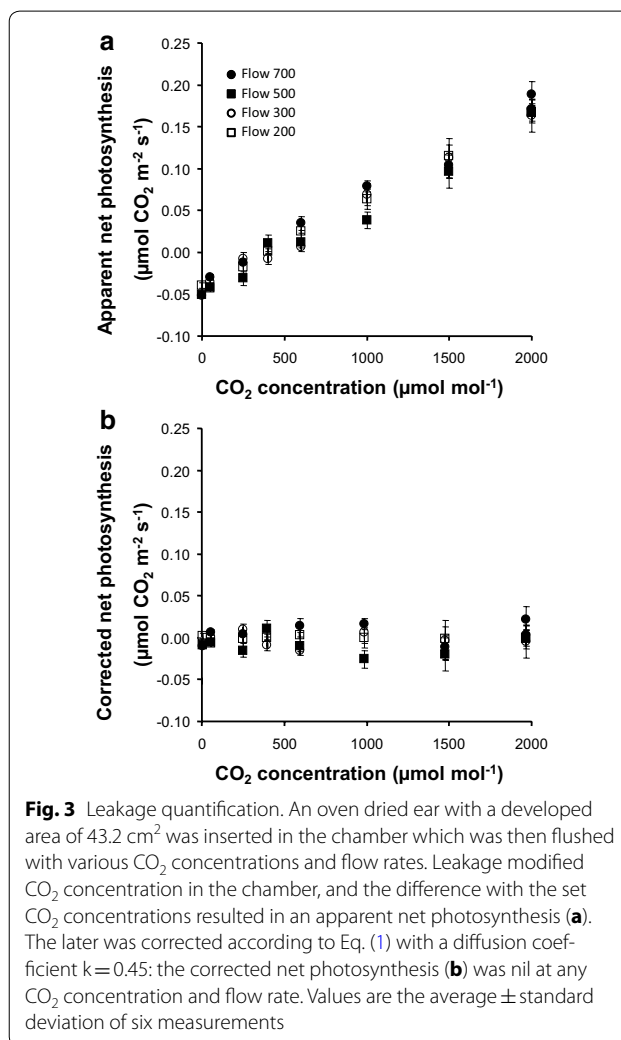 a
Apparent net photosynthesis
(µmol CO2 m-2 s-1)
0.25
0.20
0.15
0.10
0.05
0.00
-0.05
-0.10
Flow 700
Flow 500
Flow 300
Flow 200
0 500 1000 1500 2000
CO2 concentration (µmol mol-1)
b
Corrected net photosynthesis
(µmol CO2 m-2 s-1)
0.25
0.20
0.15
0.10
0.05
0.00
-0.05
-0.10
0 500 1000 1500 2000
CO2 concentration (µmol mol-1)
Fig. 3 Leakage quantification. An oven dried ear with a developed
area of 43.2 cm2 was inserted in the chamber which was then flushed
with various CO2 concentrations and flow rates. Leakage modified
CO2 concentration in the chamber, and the difference with the set
CO2 concentrations resulted in an apparent net photosynthesis (a).
The later was corrected according to Eq. (1) with a diffusion coef-
ficient k = 0.45: the corrected net photosynthesis (b) was nil at any
CO2 concentration and flow rate. Values are the average ± standard
deviation of six measurements